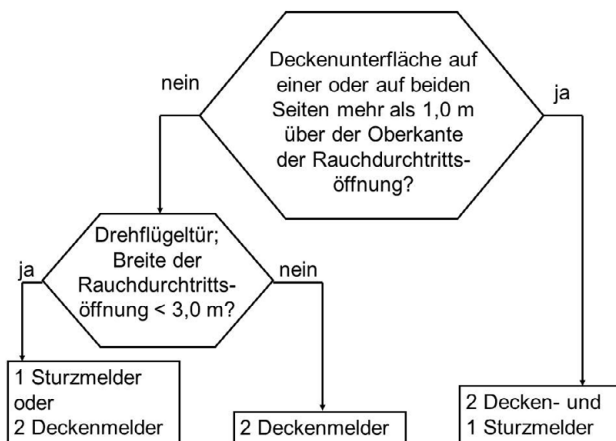 nein
Deckenunterfläche auf
einer oder auf beiden
Seiten mehr als 1,0 m
über der Oberkante
der Rauchdurchtritts-
öffnung?
ja
ja
Drehflügeltür;
Breite der
Rauchdurchtritts-
öffnung < 3,0 m?
nein
1 Sturzmelder
oder
2 Deckenmelder
2 Deckenmelder
2 Decken- und
1 Sturzmelder